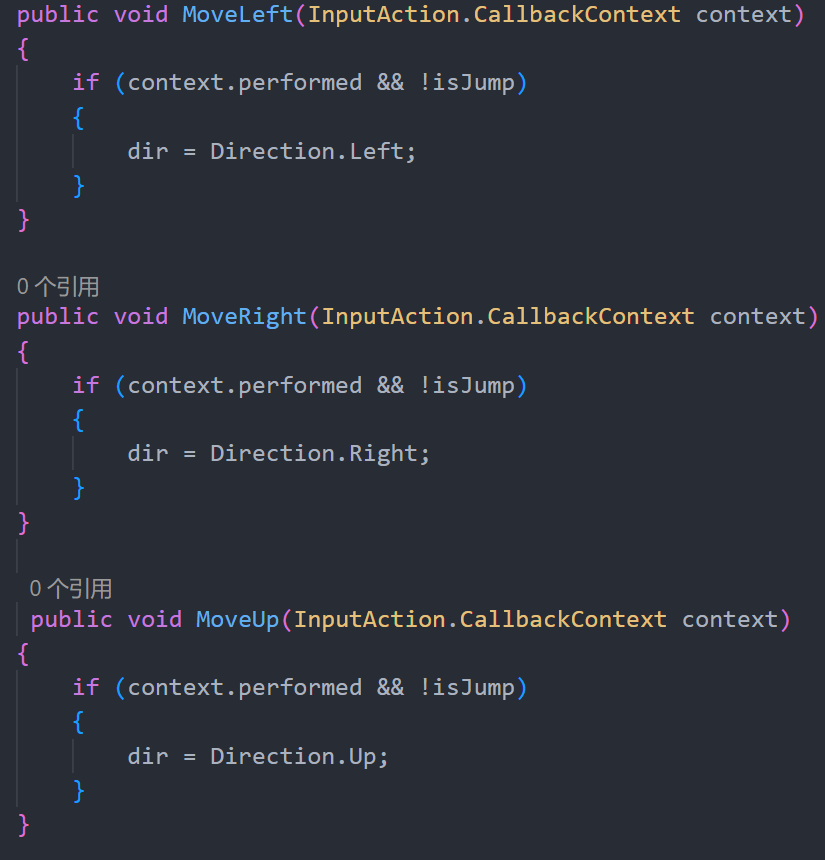 public void MoveLeft(InputAction.CallbackContext context)
{
    if (context.performed && !isJump)
    {
        dir = Direction.Left;
    }
}
0 个引用
public void MoveRight(InputAction.CallbackContext context)
{
    if (context.performed && !isJump)
    {
        dir = Direction.Right;
    }
}
0 个引用
 public void MoveUp(InputAction.CallbackContext context)
{
    if (context.performed && !isJump)
    {
        dir = Direction.Up;
    }
}